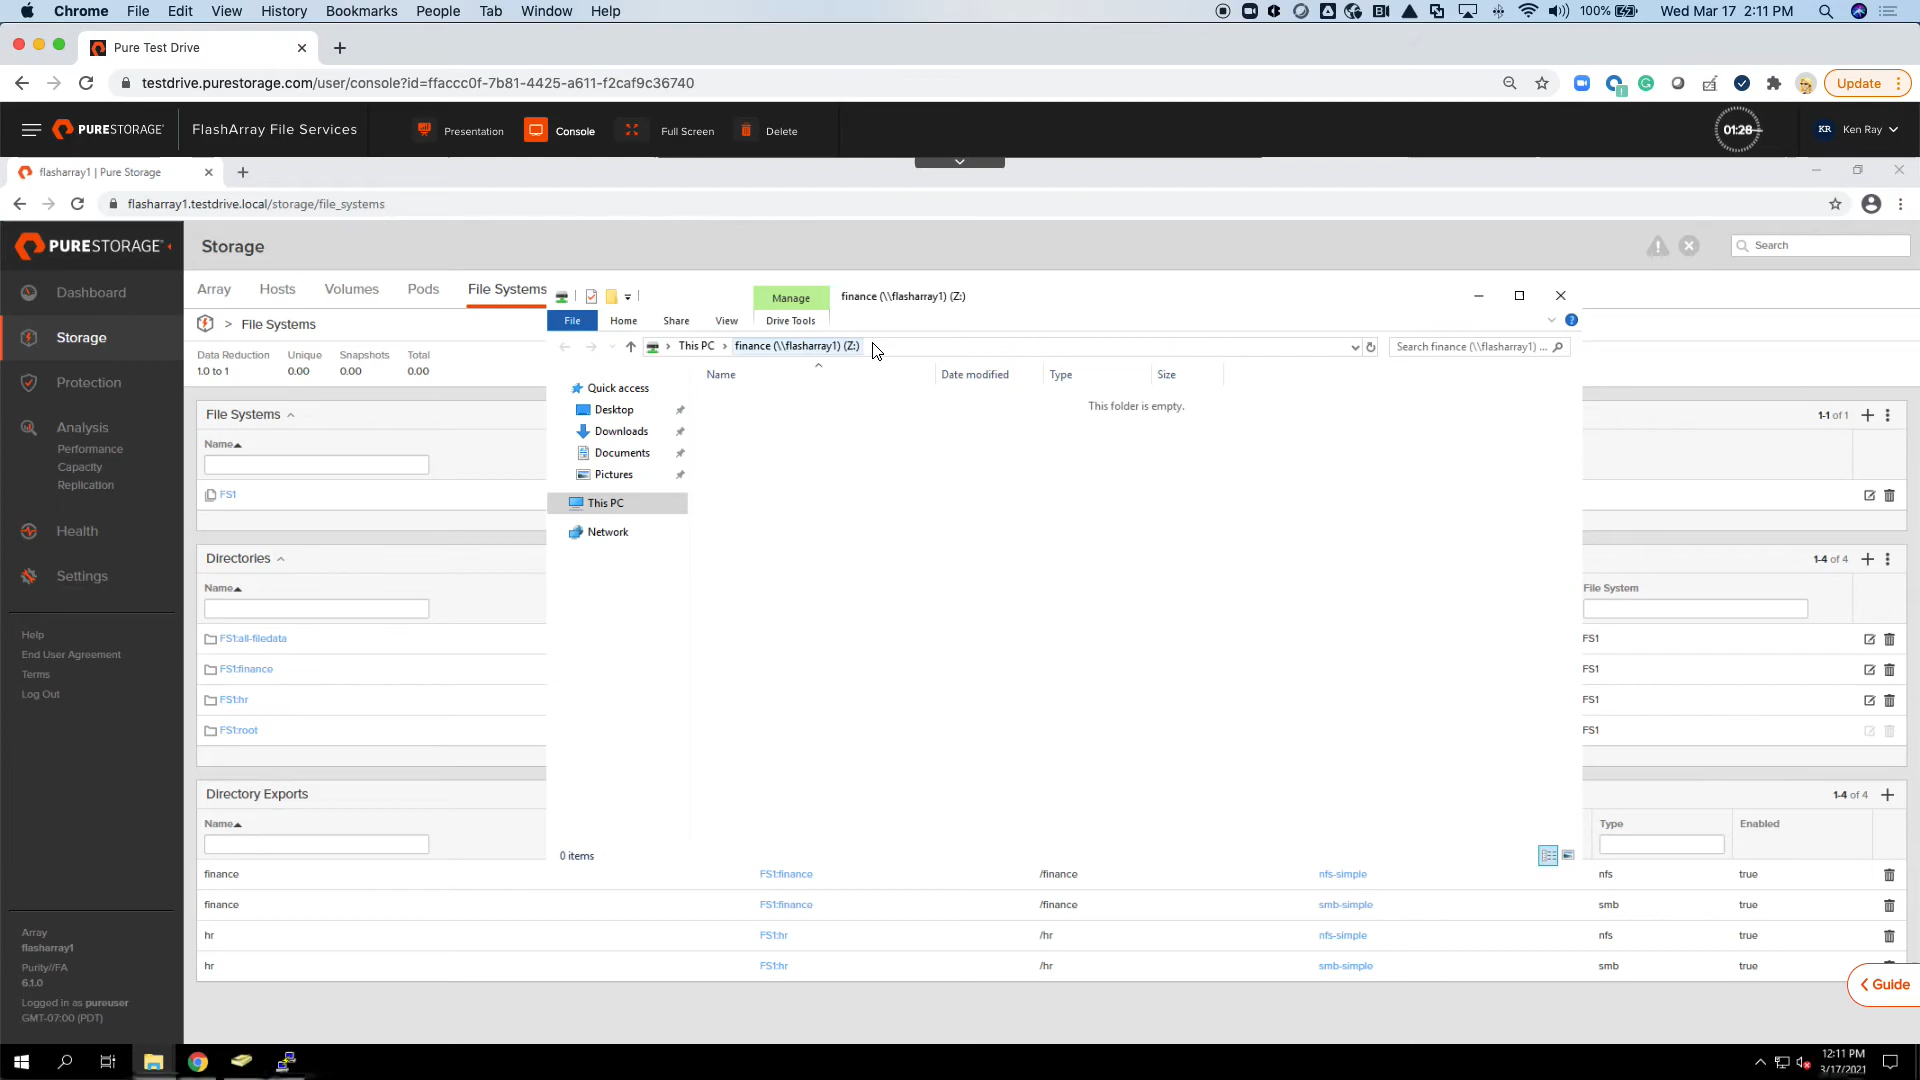 Chrome File Edit View History Bookmarks People Tab Window Help
100% Wed Mar 17 2:11 PM
Pure Test Drive
testdrive.purestorage.com/user/console?id=ffaccc0f-7b81-4425-a611-f2caf9c36740
Update
PURESTORAGE FlashArray File Services Presentation Console Full Screen Delete 01:28 KR Ken Ray
flasharray1 | Pure Storage
flasharray1.testdrive.local/storage/file_systems
PURESTORAGE Storage Search
Dashboard
Storage
Protection
Analysis
Performance
Capacity
Replication
Health
Settings
Help
End User Agreement
Terms
Log Out
Array
flasharray1
Purity//FA
6.1.0
Logged in as pureuser
GMT-07:00 (PDT)
Array Hosts Volumes Pods File Systems
> File Systems
Data Reduction Unique Snapshots Total
1.0 to 1 0.00 0.00 0.00
File Systems 1-1 of 1
Name
FS1
Directories 1-4 of 4
Name File System
FS1:all-filedata FS1
FS1:finance FS1
FS1:hr FS1
FS1:root FS1
Directory Exports 1-4 of 4
Name Type Enabled
finance FS1:finance /finance nfs-simple nfs true
finance FS1:finance /finance smb-simple smb true
hr FS1:hr /hr nfs-simple nfs true
hr FS1:hr /hr smb-simple smb true
Manage finance (\\flasharray1) (Z:)
File Home Share View Drive Tools
This PC finance (\\flasharray1) (Z:) Search finance (\\flasharray1) ...
Name Date modified Type Size
This folder is empty.
Quick access
Desktop
Downloads
Documents
Pictures
This PC
Network
0 items
Guide
12:11 PM
3/17/2021